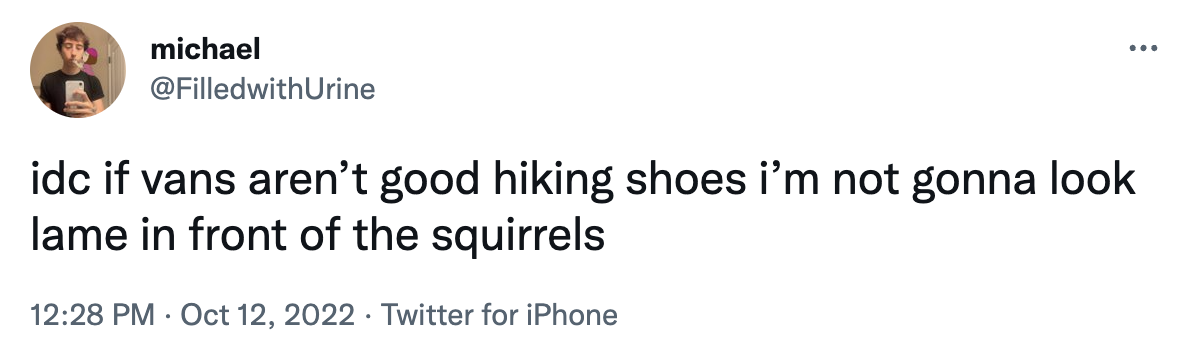 michael
@FilledwithUrine
idc if vans aren’t good hiking shoes i’m not gonna look
lame in front of the squirrels
12:28 PM · Oct 12, 2022 · Twitter for iPhone